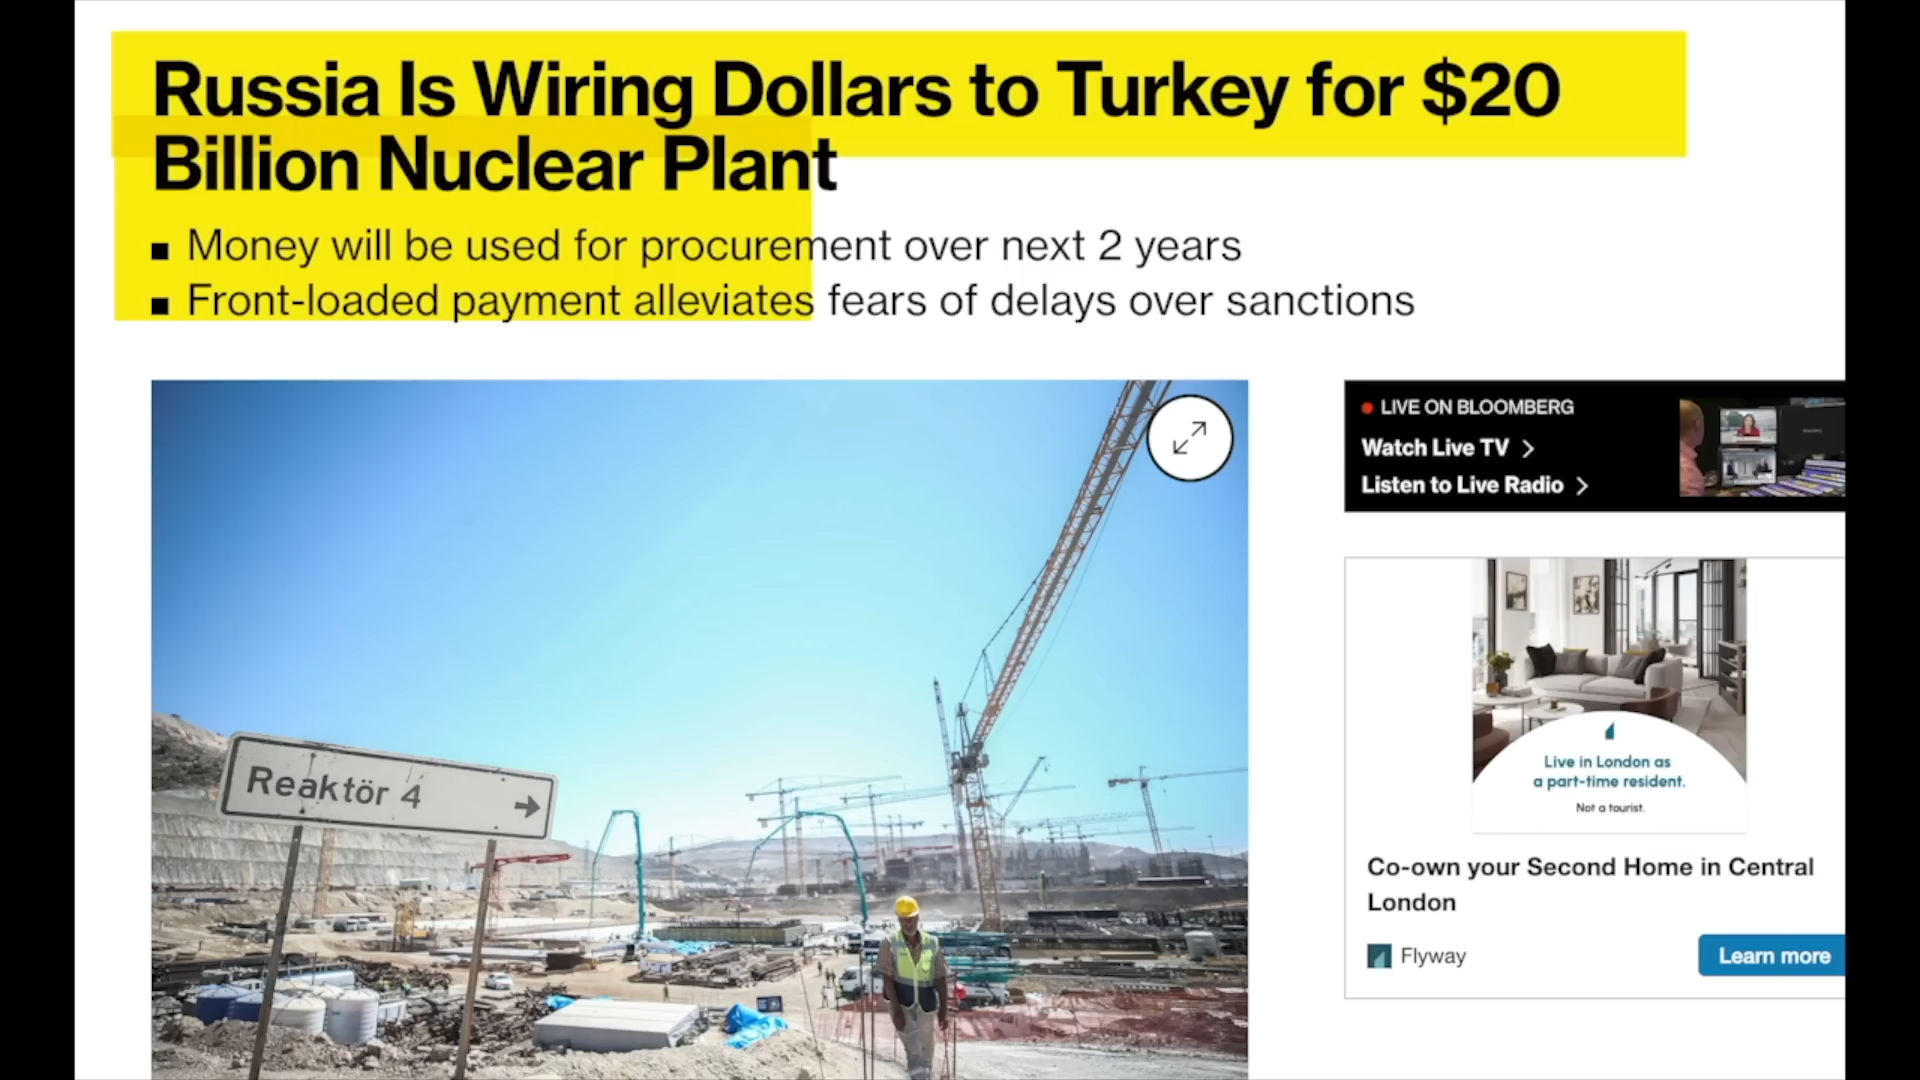 Russia Is Wiring Dollars to Turkey for $20
Billion Nuclear Plant
Money will be used for procurement over next 2 years
Front-loaded payment alleviates fears of delays over sanctions
Reaktör 4
LIVE ON BLOOMBERG
Watch Live TV
Listen to Live Radio
Live in London as
a part-time resident.
Not a tourist.
Co-own your Second Home in Central
London
Flyway
Learn more